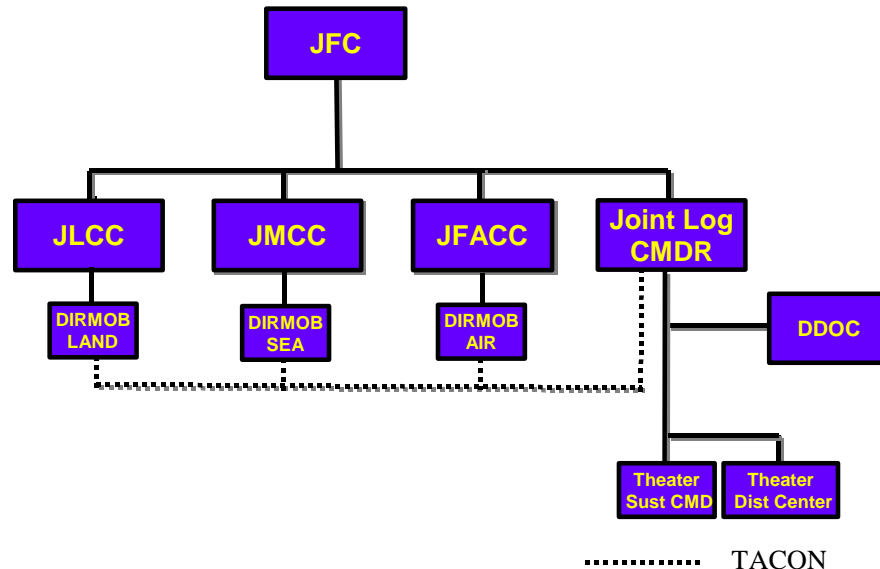 JFC
JLCC
JMCC
JFACC
Joint Log
CMDR
DIRMOB
LAND
DIRMOB
SEA
DIRMOB
AIR
DDOC
Theater
Sust CMD
Theater
Dist Center
TACON